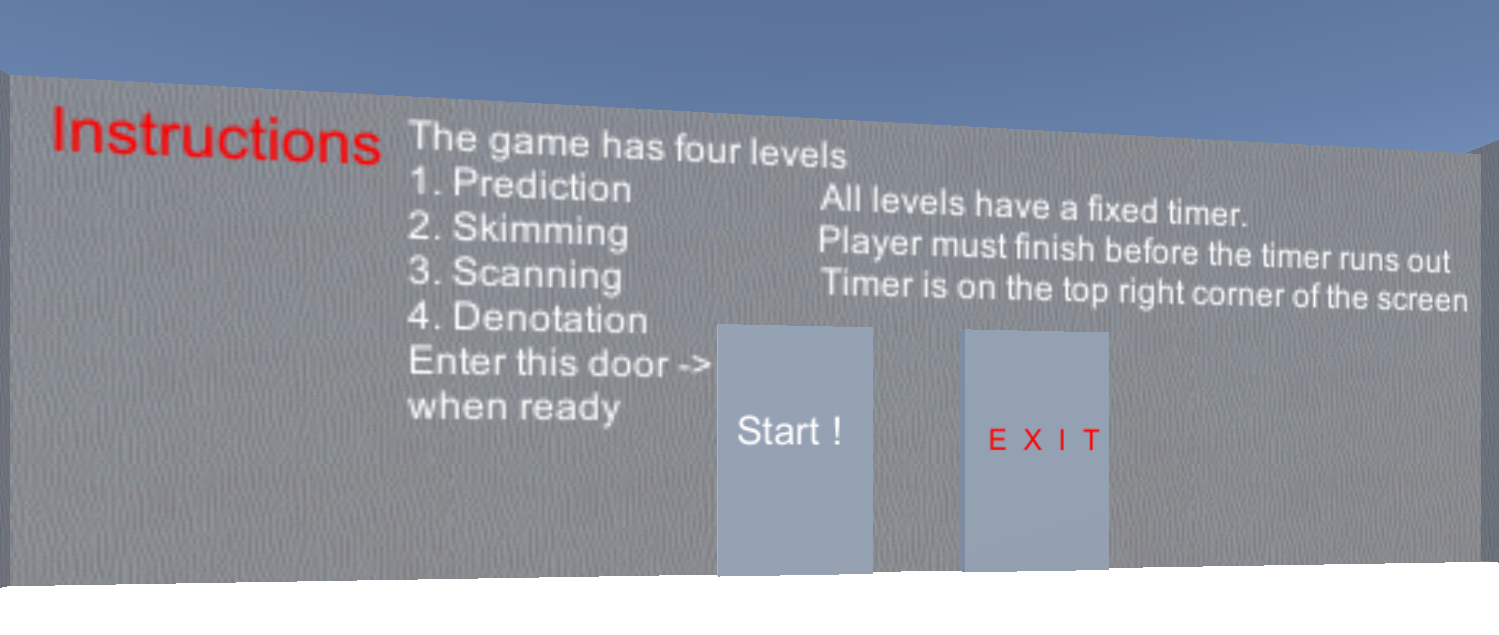 Instructions
The game has four levels
1. Prediction
2. Skimming
3. Scanning
4. Denotation
Enter this door ->
when ready
All levels have a fixed timer.
Player must finish before the timer runs out
Timer is on the top right corner of the screen
Start !
E X I T